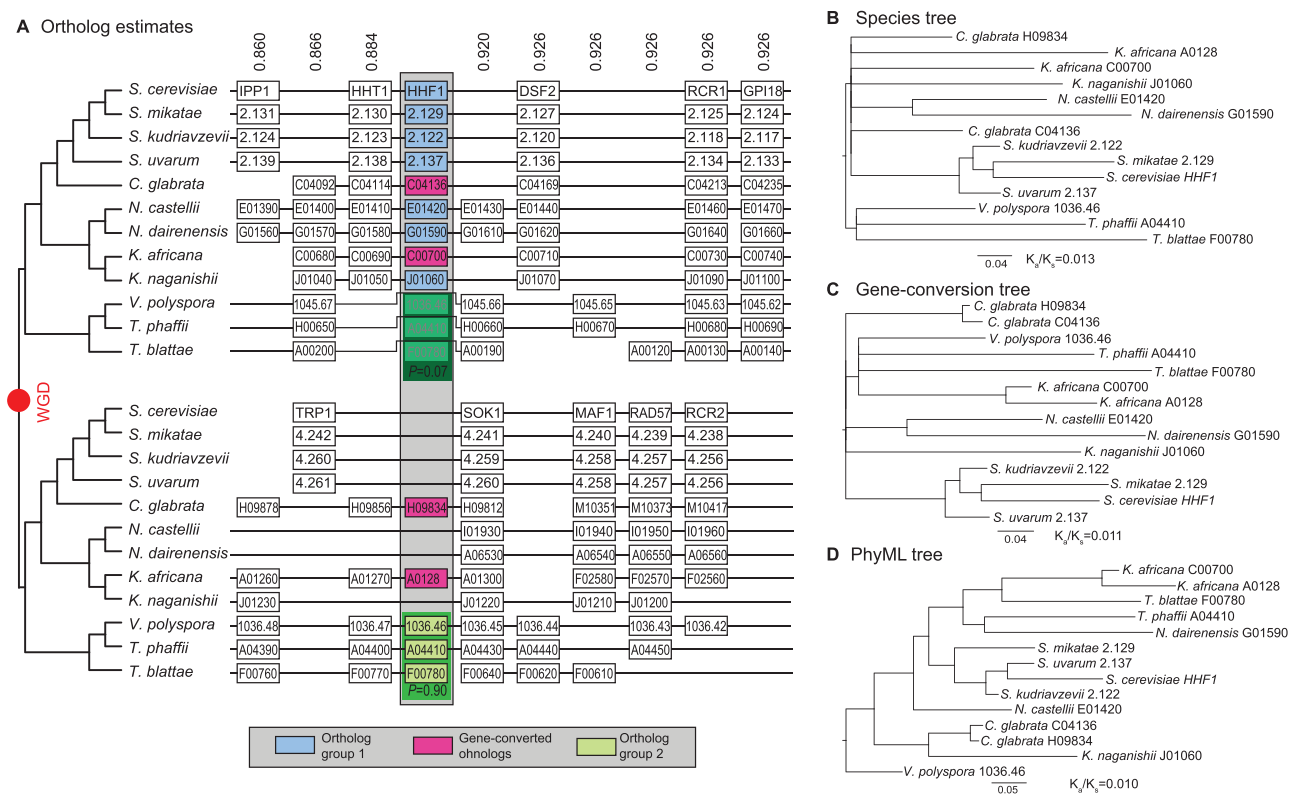 A Ortholog estimates
0.860 0.866 0.884 0.920 0.926 0.926 0.926 0.926 0.926
S. cerevisiae IPP1 HHT1 HHF1 DSF2 RCR1 GPI18
S. mikatae 2.131 2.130 2.129 2.127 2.125 2.124
S. kudriavzevii 2.124 2.123 2.122 2.120 2.118 2.117
S. uvarum 2.139 2.138 2.137 2.136 2.134 2.133
C. glabrata C04092 C04114 C04136 C04169 C04213 C04235
N. castellii E01390 E01400 E01410 E01420 E01430 E01440 E01460 E01470
N. dairenensis G01560 G01570 G01580 G01590 G01610 G01620 G01640 G01660
K. africana C00680 C00690 C00700 C00710 C00730 C00740
K. naganishii J01040 J01050 J01060 J01070 J01090 J01100
V. polyspora 1045.67 1045.66 1045.65 1045.63 1045.62
T. phaffii H00650 H00660 H00670 H00680 H00690
T. blattae A00200 A00190 A00120 A00130 A00140
P=0.07
WGD
S. cerevisiae TRP1 SOK1 MAF1 RAD57 RCR2
S. mikatae 4.242 4.241 4.240 4.239 4.238
S. kudriavzevii 4.260 4.259 4.258 4.257 4.256
S. uvarum 4.261 4.260 4.258 4.257 4.256
C. glabrata H09878 H09856 H09834 H09812 M10351 M10373 M10417
N. castellii I01930 I01940 I01950 I01960
N. dairenensis A06530 A06540 A06550 A06560
K. africana A01260 A01270 A0128 A01300 F02580 F02570 F02560
K. naganishii J01230 J01220 J01210 J01200
V. polyspora 1036.48 1036.47 1036.46 1036.45 1036.44 1036.43 1036.42
T. phaffii A04390 A04400 A04410 A04430 A04440 A04450
T. blattae F00760 F00770 F00780 F00640 F00620 F00610
P=0.90
Ortholog group 1
Gene-converted ohnologs
Ortholog group 2
B Species tree
C. glabrata H09834
K. africana A0128
K. africana C00700
K. naganishii J01060
N. castellii E01420
N. dairenensis G01590
C. glabrata C04136
S. kudriavzevii 2.122
S. mikatae 2.129
S. cerevisiae HHF1
S. uvarum 2.137
V. polyspora 1036.46
T. phaffii A04410
T. blattae F00780
0.04 Ka/Ks=0.013
C Gene-conversion tree
C. glabrata H09834
C. glabrata C04136
V. polyspora 1036.46
T. phaffii A04410
T. blattae F00780
K. africana C00700
K. africana A0128
N. castellii E01420
N. dairenensis G01590
K. naganishii J01060
S. kudriavzevii 2.122
S. mikatae 2.129
S. cerevisiae HHF1
S. uvarum 2.137
0.04 Ka/Ks=0.011
D PhyML tree
K. africana C00700
K. africana A0128
T. blattae F00780
T. phaffii A04410
N. dairenensis G01590
S. mikatae 2.129
S. uvarum 2.137
S. cerevisiae HHF1
S. kudriavzevii 2.122
N. castellii E01420
C. glabrata C04136
C. glabrata H09834
K. naganishii J01060
V. polyspora 1036.46
0.05 Ka/Ks=0.010